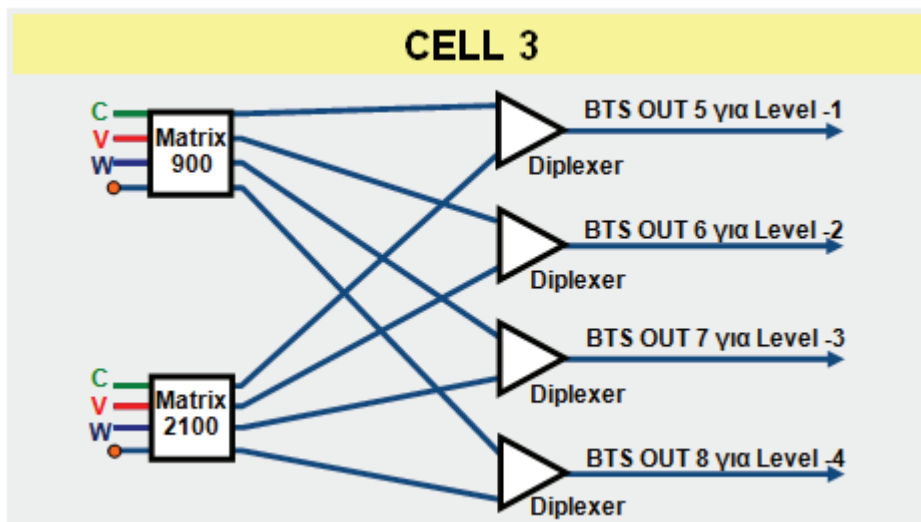 CELL 3
C
V
W
Matrix
900
BTS OUT 5 για Level -1
Diplexer
BTS OUT 6 για Level -2
Diplexer
BTS OUT 7 για Level -3
Diplexer
C
V
W
Matrix
2100
BTS OUT 8 για Level -4
Diplexer